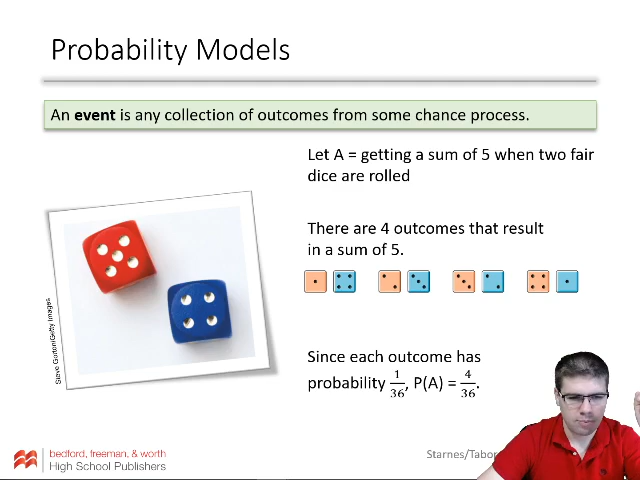 Probability Models
An event is any collection of outcomes from some chance process.
Let A = getting a sum of 5 when two fair
dice are rolled
There are 4 outcomes that result
in a sum of 5.
Steve Gorton/Getty Images
Since each outcome has
probability 1/36, P(A) = 4/36.
bedford, freeman, & worth
High School Publishers
Starnes/Tabor